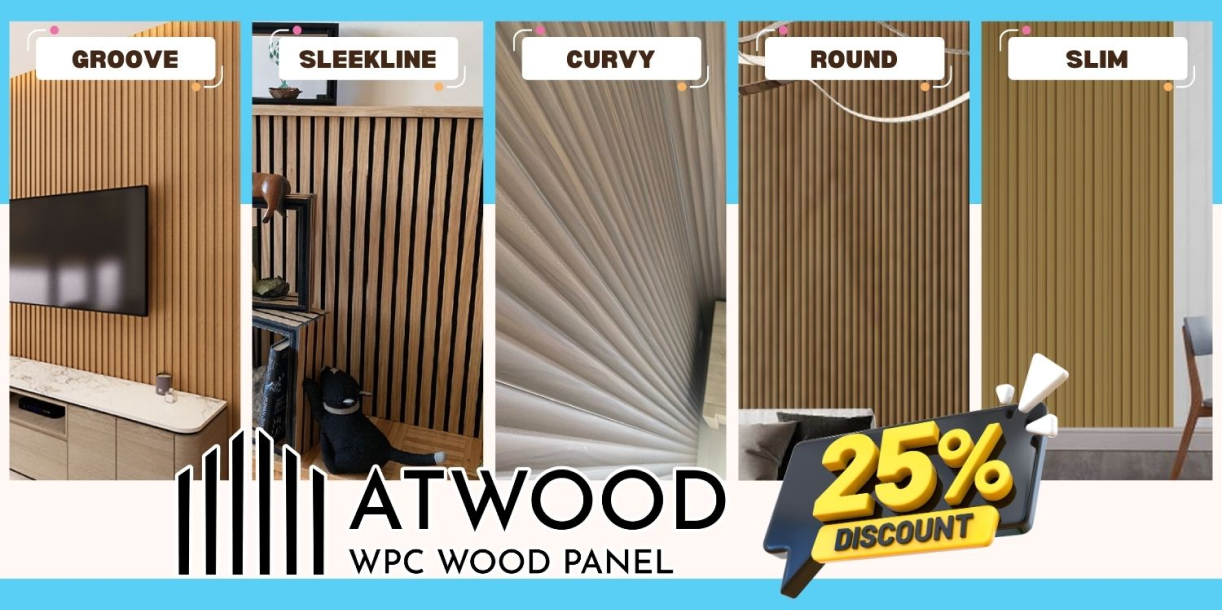 GROOVE
SLEEKLINE
CURVY
ROUND
SLIM
ATWOOD
WPC WOOD PANEL
25%
DISCOUNT